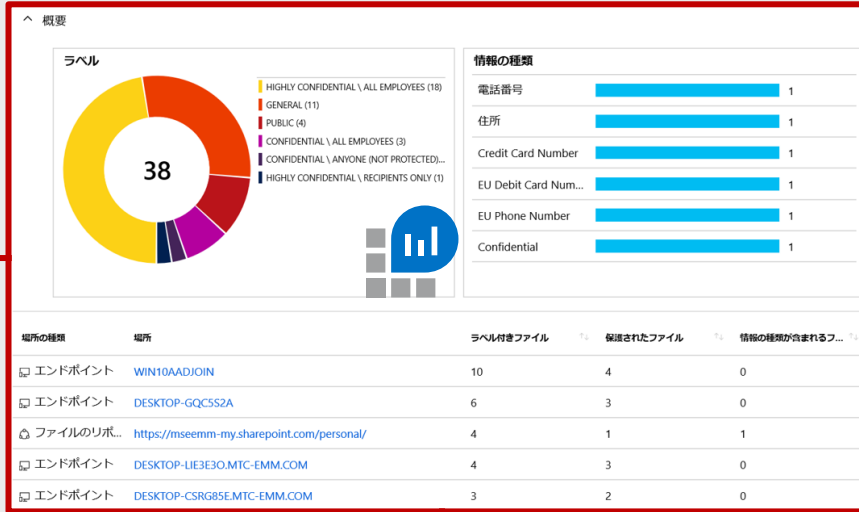 概要
ラベル
38
HIGHLY CONFIDENTIAL \ ALL EMPLOYEES (18)
GENERAL (11)
PUBLIC (4)
CONFIDENTIAL \ ALL EMPLOYEES (3)
CONFIDENTIAL \ ANYONE (NOT PROTECTED)...
HIGHLY CONFIDENTIAL \ RECIPIENTS ONLY (1)
情報の種類
電話番号 1
住所 1
Credit Card Number 1
EU Debit Card Num... 1
EU Phone Number 1
Confidential 1
場所の種類 場所 ラベル付きファイル 保護されたファイル 情報の種類が含まれるフ...
エンドポイント WIN10AADJOIN 10 4 0
エンドポイント DESKTOP-GQC5S2A 6 3 0
ファイルのリポ... https://mseemm-my.sharepoint.com/personal/ 4 1 1
エンドポイント DESKTOP-LIE3E3O.MTC-EMM.COM 4 3 0
エンドポイント DESKTOP-CSRG85E.MTC-EMM.COM 3 2 0